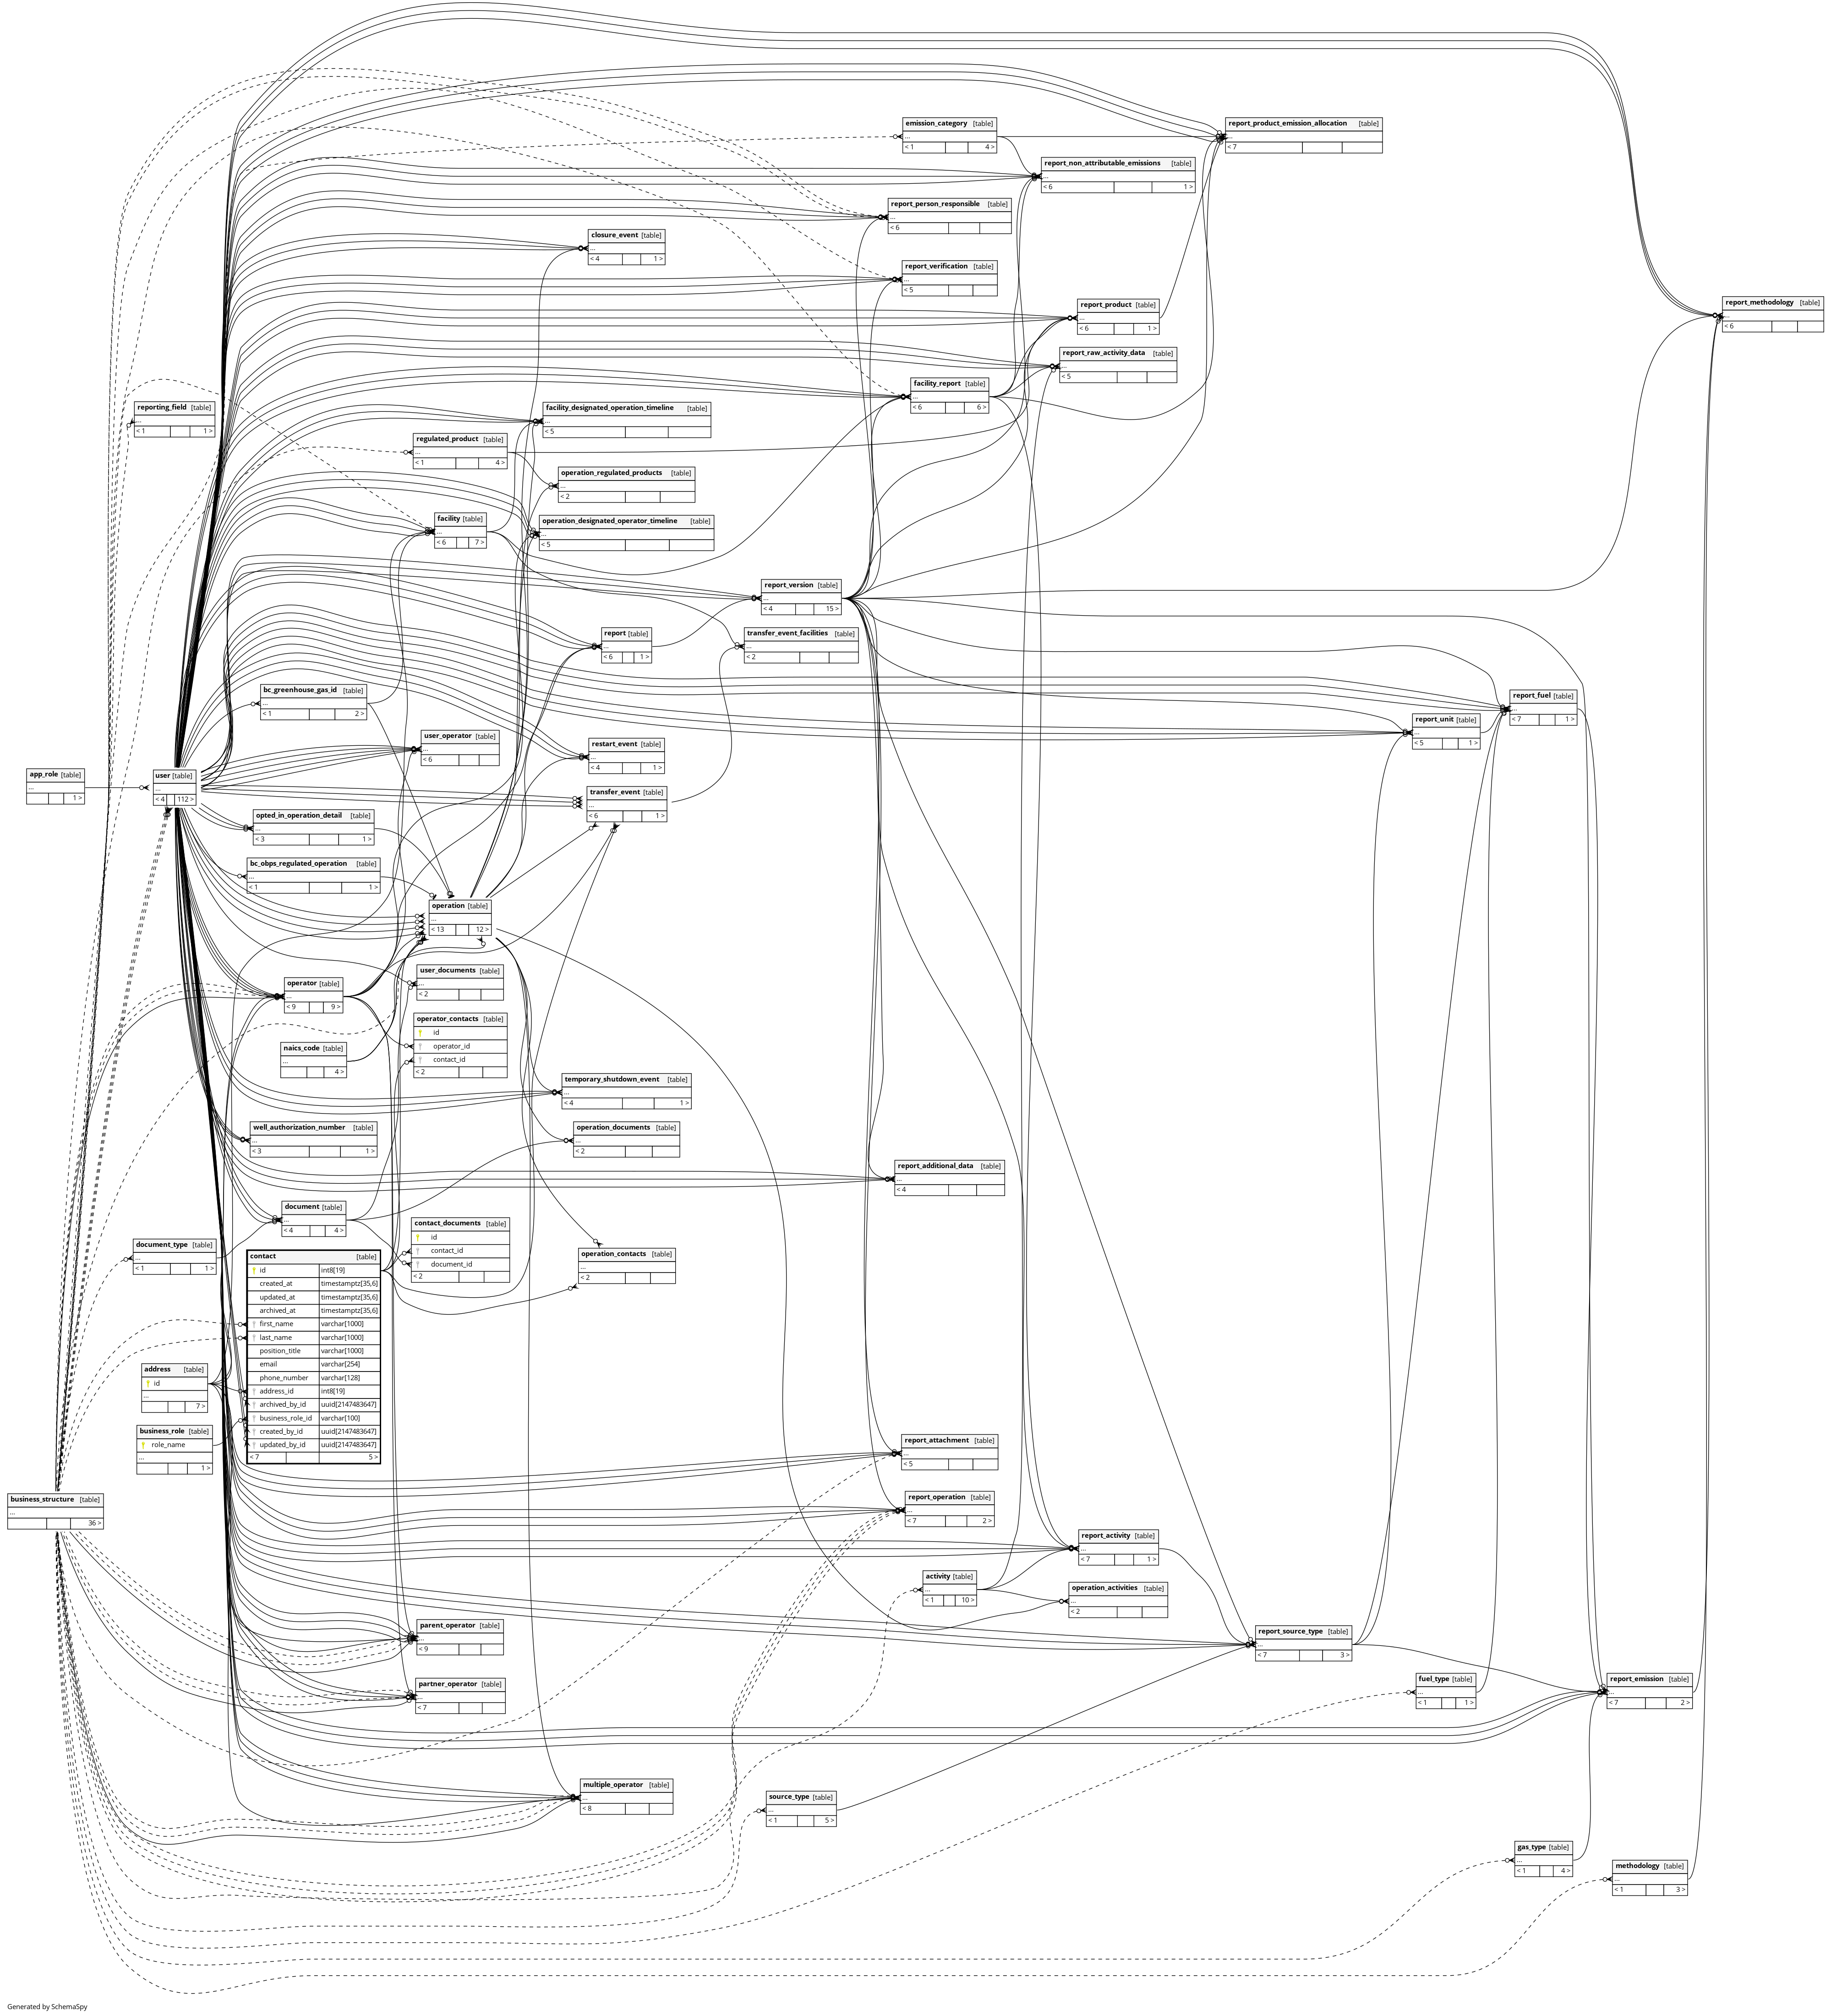 emission_category [table]
...
< 1 4 >
report_product_emission_allocation [table]
...
< 7
report_non_attributable_emissions [table]
...
< 6 1 >
report_person_responsible [table]
...
< 6
closure_event [table]
...
< 4 1 >
report_verification [table]
...
< 5
report_product [table]
...
< 6 1 >
report_methodology [table]
...
< 6
report_raw_activity_data [table]
...
< 5
facility_report [table]
...
< 6 6 >
reporting_field [table]
...
< 1 1 >
facility_designated_operation_timeline [table]
...
< 5
regulated_product [table]
...
< 1 4 >
operation_regulated_products [table]
...
< 2
facility [table]
...
< 6 7 >
operation_designated_operator_timeline [table]
...
< 5
report_version [table]
...
< 4 15 >
report [table]
...
< 6 1 >
transfer_event_facilities [table]
...
< 2
bc_greenhouse_gas_id [table]
...
< 1 2 >
report_fuel [table]
...
< 7 1 >
report_unit [table]
...
< 5 1 >
user_operator [table]
...
< 6
restart_event [table]
...
< 4 1 >
app_role [table]
...
1 >
user [table]
...
< 4 112 >
transfer_event [table]
...
< 6 1 >
opted_in_operation_detail [table]
...
< 3 1 >
bc_obps_regulated_operation [table]
...
< 1 1 >
operation [table]
...
< 13 12 >
user_documents [table]
...
< 2
operator [table]
...
< 9 9 >
operator_contacts [table]
id
operator_id
contact_id
< 2
naics_code [table]
...
4 >
temporary_shutdown_event [table]
...
< 4 1 >
well_authorization_number [table]
...
< 3 1 >
operation_documents [table]
...
< 2
report_additional_data [table]
...
< 4
document [table]
...
< 4 4 >
contact_documents [table]
id
contact_id
document_id
< 2
document_type [table]
...
< 1 1 >
operation_contacts [table]
...
< 2
contact [table]
id int8[19]
created_at timestamptz[35,6]
updated_at timestamptz[35,6]
archived_at timestamptz[35,6]
first_name varchar[1000]
last_name varchar[1000]
position_title varchar[1000]
email varchar[254]
phone_number varchar[128]
address_id int8[19]
archived_by_id uuid[2147483647]
business_role_id varchar[100]
created_by_id uuid[2147483647]
updated_by_id uuid[2147483647]
< 7 5 >
address [table]
id
...
7 >
business_role [table]
role_name
...
1 >
report_attachment [table]
...
< 5
business_structure [table]
...
36 >
report_operation [table]
...
< 7 2 >
report_activity [table]
...
< 7 1 >
activity [table]
...
< 1 10 >
operation_activities [table]
...
< 2
parent_operator [table]
...
< 9
report_source_type [table]
...
< 7 3 >
fuel_type [table]
...
< 1 1 >
report_emission [table]
...
< 7 2 >
partner_operator [table]
...
< 7
multiple_operator [table]
...
< 8
source_type [table]
...
< 1 5 >
gas_type [table]
...
< 1 4 >
methodology [table]
...
< 1 3 >
Generated by SchemaSpy